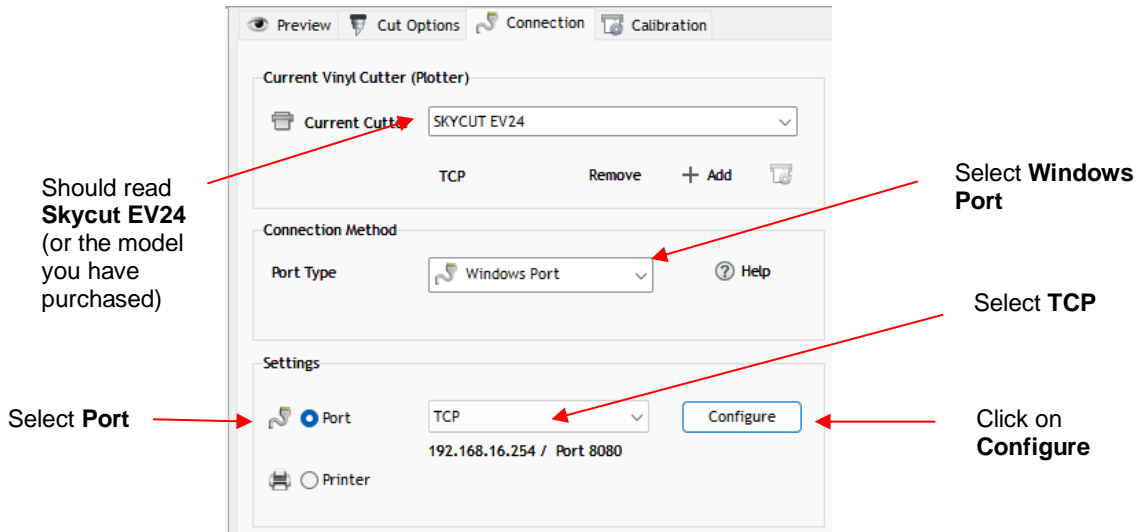 Preview
Cut Options
Connection
Calibration
Current Vinyl Cutter (Plotter)
Current Cutter
SKYCUT EV24
TCP
Remove
+ Add
Should read
Skycut EV24
(or the model
you have
purchased)
Select Windows
Port
Connection Method
Port Type
Windows Port
? Help
Select TCP
Settings
Select Port
Port
TCP
Configure
192.168.16.254 / Port 8080
Click on
Configure
Printer